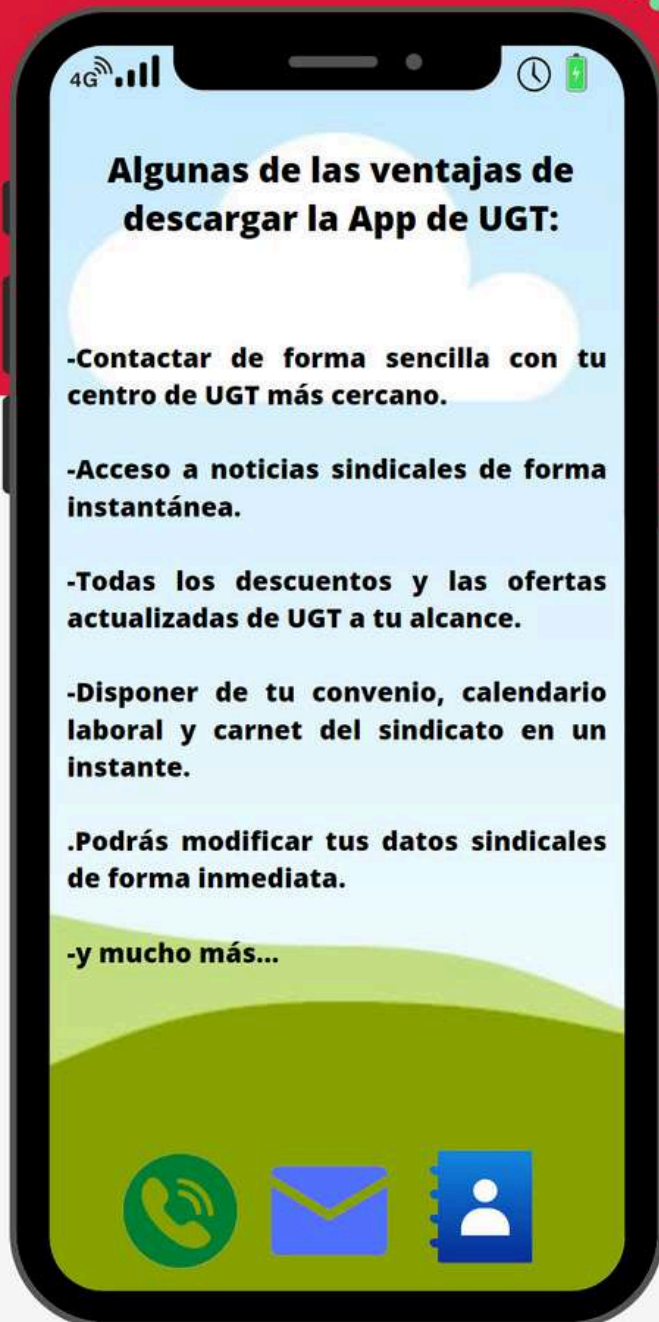 4G
Algunas de las ventajas de
descargar la App de UGT:
-Contactar de forma sencilla con tu
centro de UGT más cercano.
-Acceso a noticias sindicales de forma
instantánea.
-Todas los descuentos y las ofertas
actualizadas de UGT a tu alcance.
-Disponer de tu convenio, calendario
laboral y carnet del sindicato en un
instante.
.Podrás modificar tus datos sindicales
de forma inmediata.
-y mucho más...